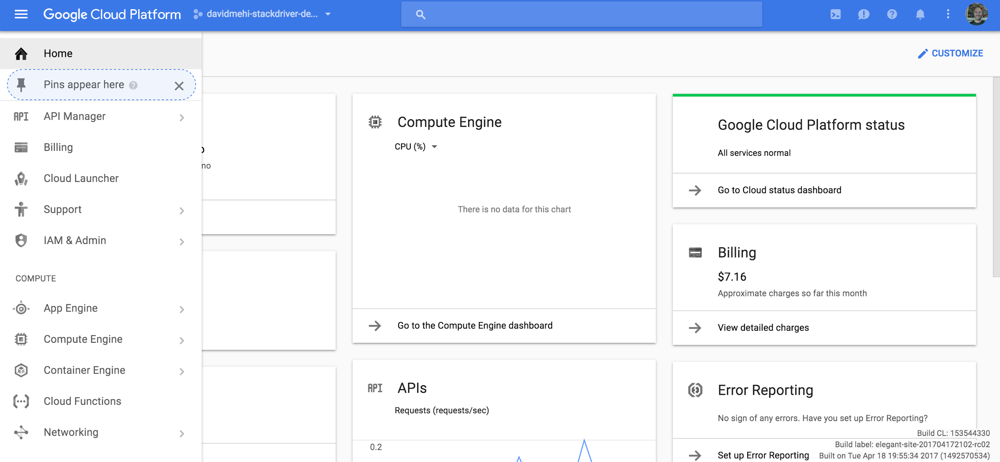 Google Cloud Platform
davidmehi-stackdriver-de...
CUSTOMIZE
Home
Pins appear here
API
API Manager
Billing
Cloud Launcher
Support
IAM & Admin
COMPUTE
App Engine
Compute Engine
Container Engine
Cloud Functions
Networking
mo
Compute Engine
CPU (%)
There is no data for this chart
Go to the Compute Engine dashboard
API
APIs
Requests (requests/sec)
0.2
Google Cloud Platform status
All services normal
Go to Cloud status dashboard
Billing
$7.16
Approximate charges so far this month
View detailed charges
Error Reporting
No sign of any errors. Have you set up Error Reporting?
Set up Error Reporting
Build CL: 153544330
Build label: elegant-site-201704172102-rc02
Built on Tue Apr 18 19:55:34 2017 (1492570534)